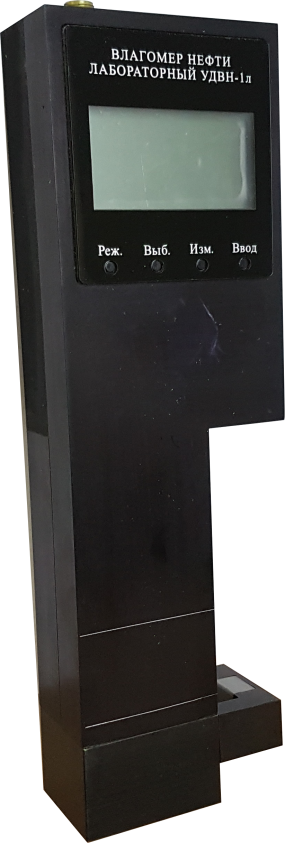 ВЛАГОМЕР НЕФТИ
ЛАБОРАТОРНЫЙ УДВН-1л
Реж. Выб. Изм. Ввод